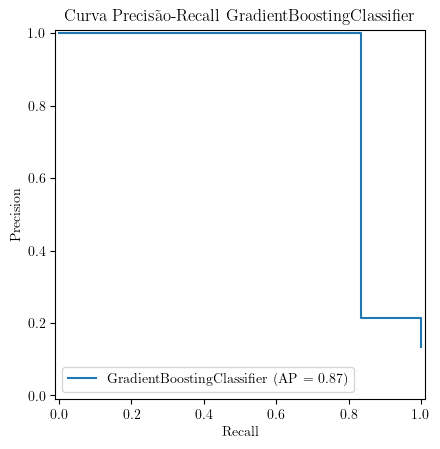 Curva Precisão-Recall GradientBoostingClassifier
1.0
0.8
0.6
0.4
0.2
0.0
Precision
GradientBoostingClassifier (AP = 0.87)
0.0 0.2 0.4 0.6 0.8 1.0
Recall